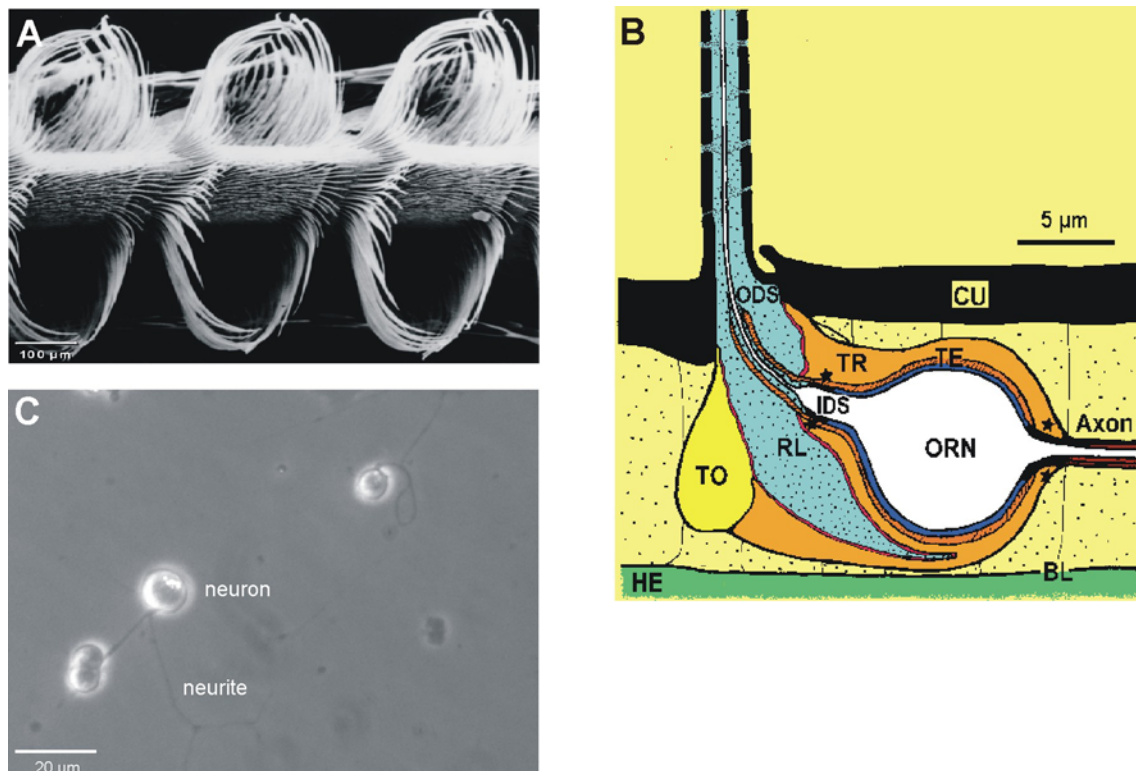 A
100 µm
B
5 µm
ODS
CU
TR
TE
IDS
Axon
RL
ORN
TO
BL
HE
C
neuron
neurite
20 µm